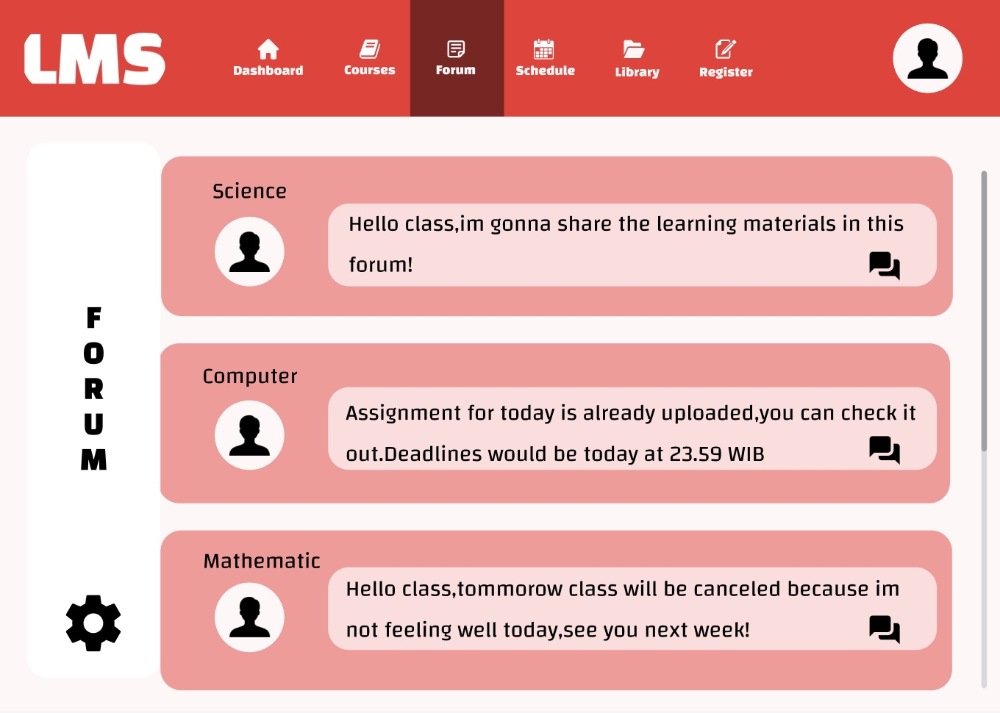 LMS
Dashboard
Courses
Forum
Schedule
Library
Register
F
O
R
U
M
Science
Hello class,im gonna share the learning materials in this
forum!
Computer
Assignment for today is already uploaded,you can check it
out.Deadlines would be today at 23.59 WIB
Mathematic
Hello class,tommorow class will be canceled because im
not feeling well today,see you next week!